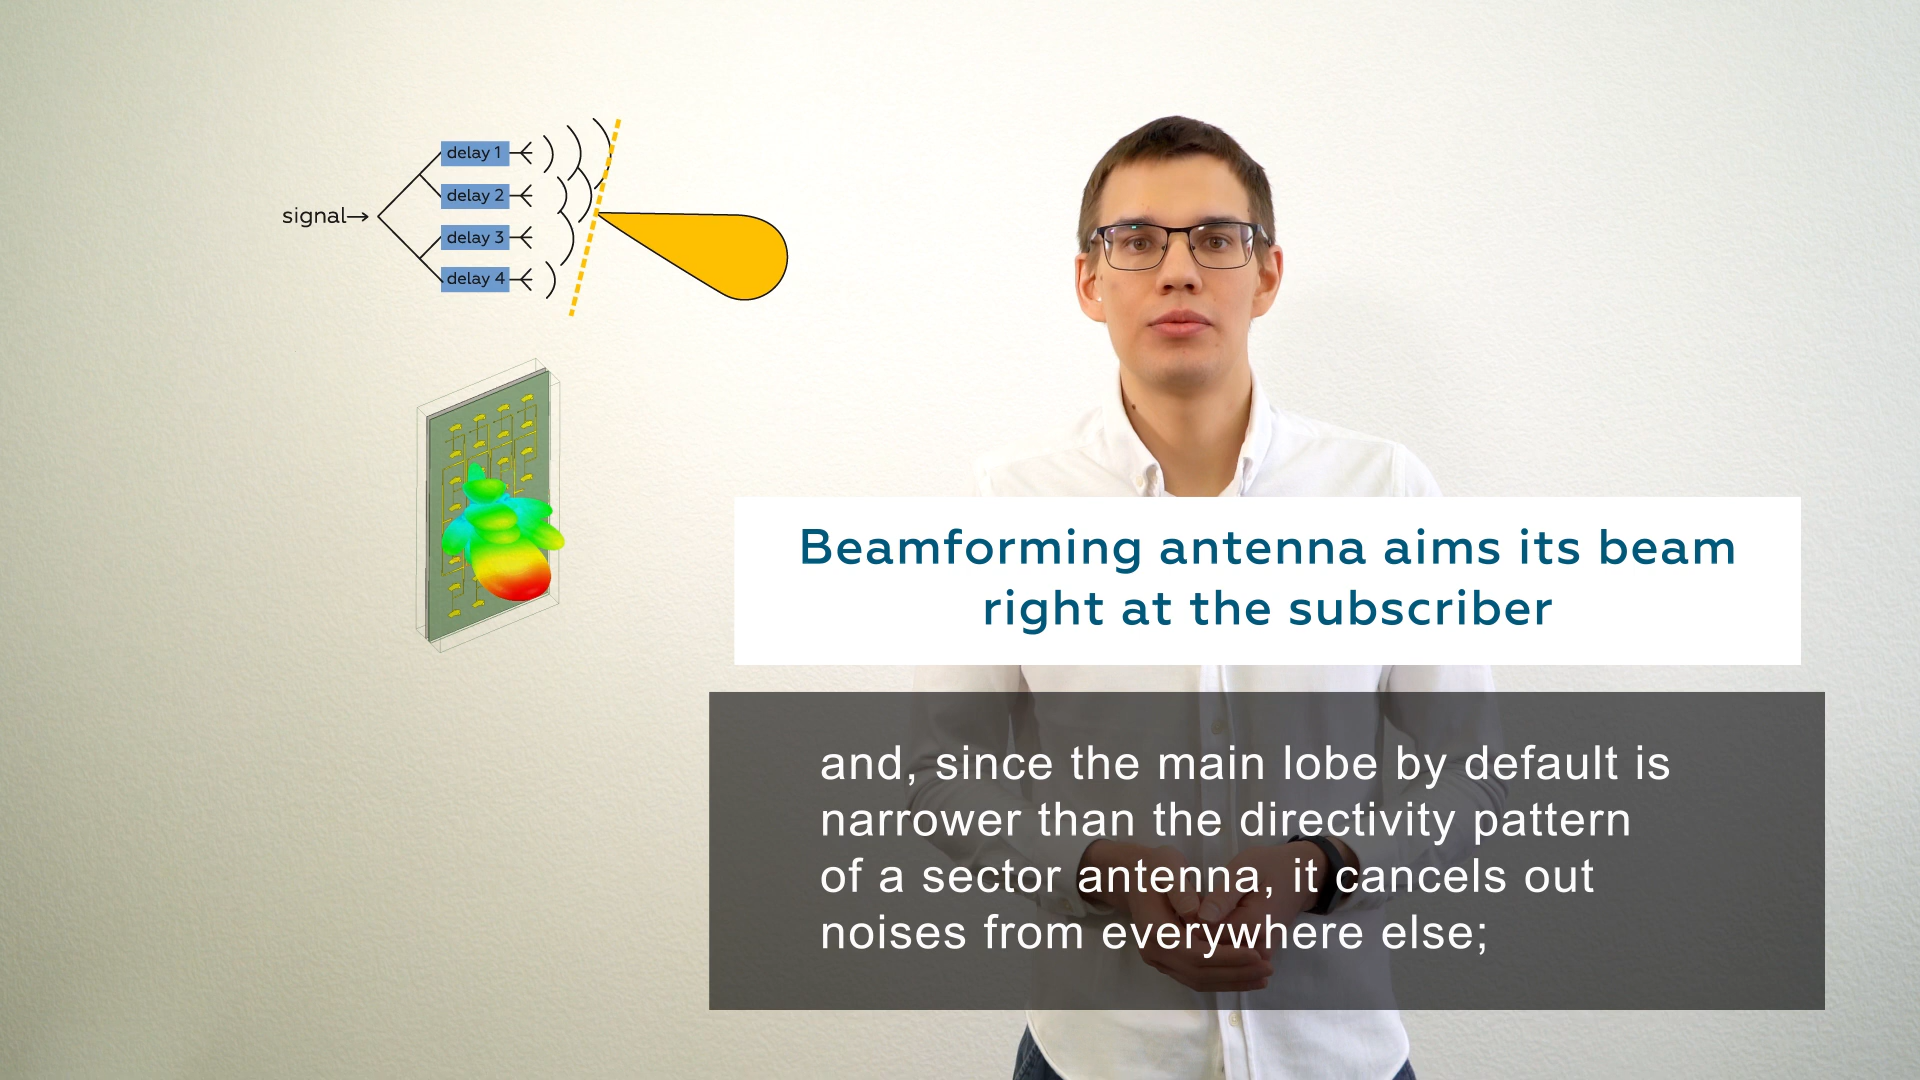 delay 1
delay 2
signal→
delay 3
delay 4
Beamforming antenna aims its beam
right at the subscriber
and, since the main lobe by default is
narrower than the directivity pattern
of a sector antenna, it cancels out
noises from everywhere else;